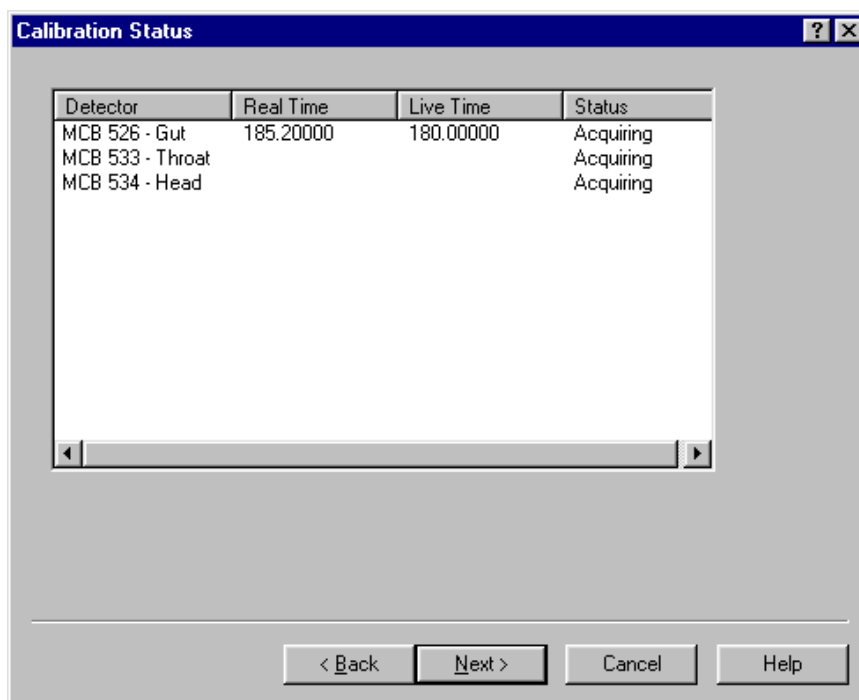 Calibration Status
Detector Real Time Live Time Status
MCB 526 - Gut 185.20000 180.00000 Acquiring
MCB 533 - Throat Acquiring
MCB 534 - Head Acquiring
< Back Next > Cancel Help